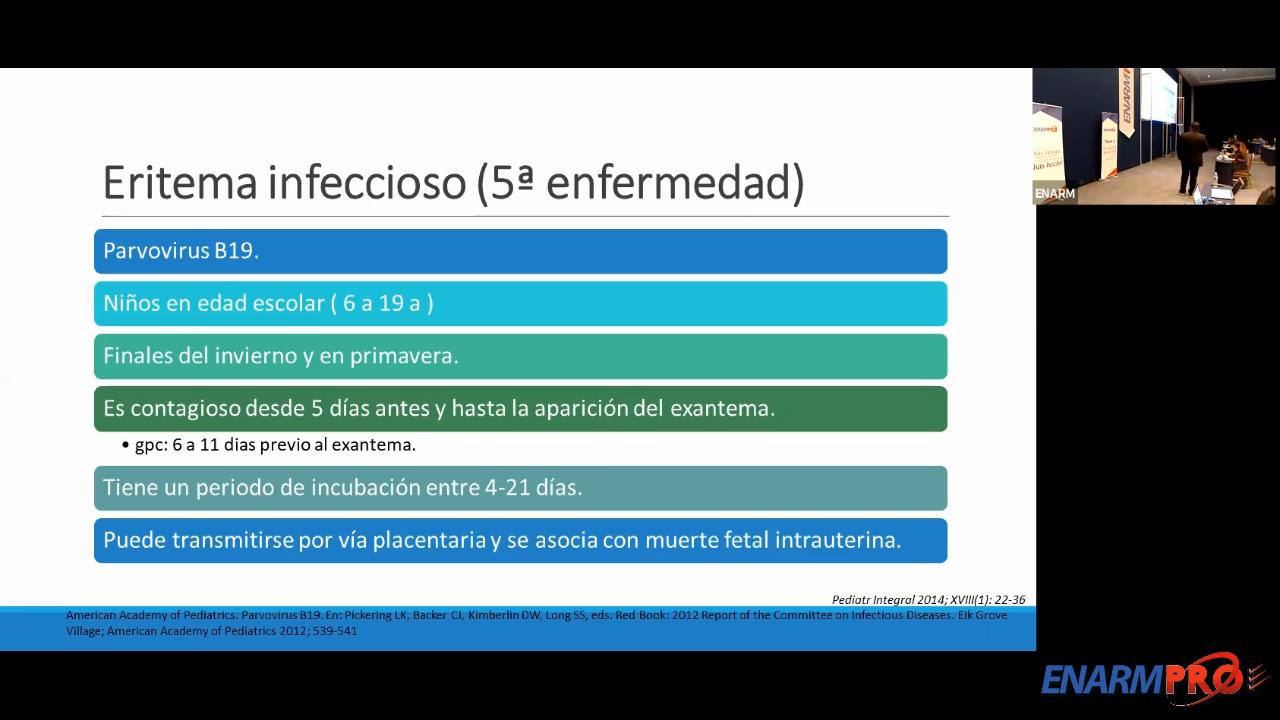 Eritema infeccioso (5ª enfermedad)
Parvovirus B19.
Niños en edad escolar ( 6 a 19 a )
Finales del invierno y en primavera.
Es contagioso desde 5 días antes y hasta la aparición del exantema.
• gpc: 6 a 11 dias previo al exantema.
Tiene un periodo de incubación entre 4-21 días.
Puede transmitirse por vía placentaria y se asocia con muerte fetal intrauterina.
Pediatr Integral 2014; XVIII(1): 22-36
American Academy of Pediatrics. Parvovirus B19. En: Pickering LK, Backer CJ, Kimberlin DW, Long SS, eds. Red Book: 2012 Report of the Committee on Infectious Diseases. Eik Grove
Village; American Academy of Pediatrics 2012; 539-541
ENARM
ENARMPRO